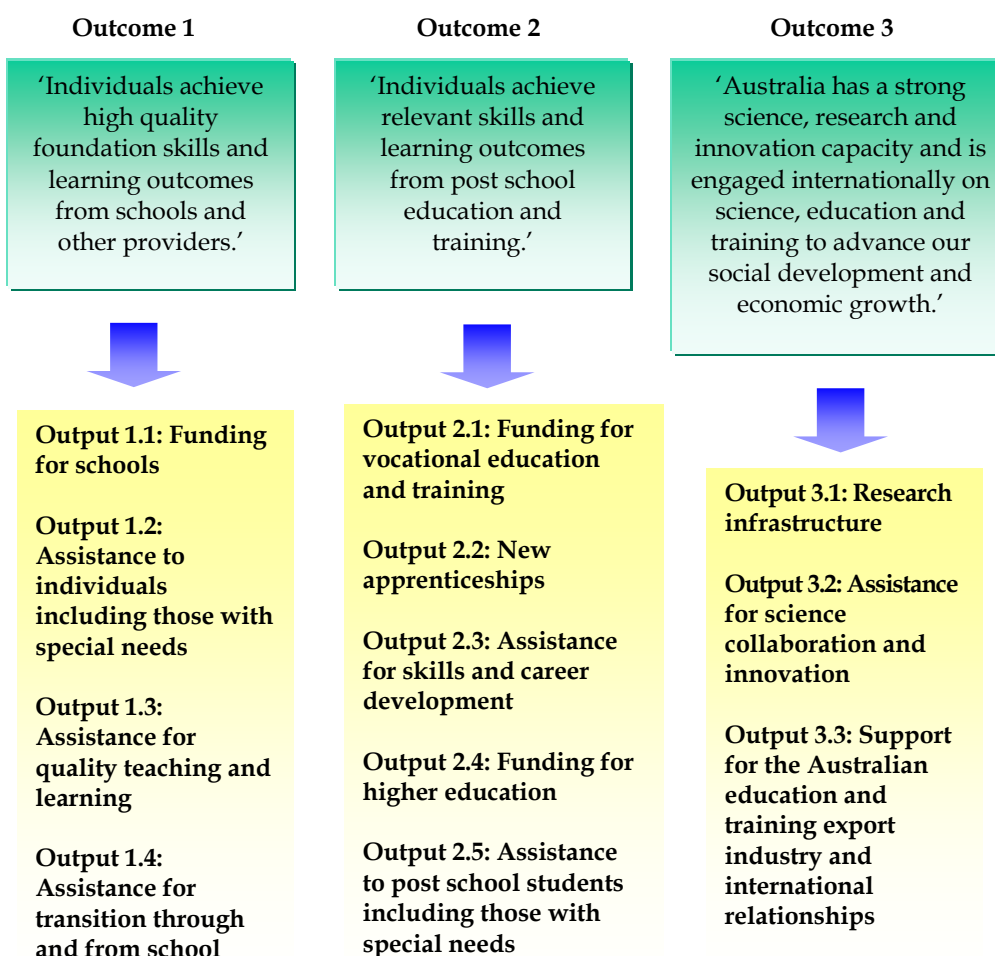 Outcome 1
‘Individuals achieve
high quality
foundation skills and
learning outcomes
from schools and
other providers.’
Output 1.1: Funding
for schools
Output 1.2:
Assistance to
individuals
including those with
special needs
Output 1.3:
Assistance for
quality teaching and
learning
Output 1.4:
Assistance for
transition through
and from school
Outcome 2
‘Individuals achieve
relevant skills and
learning outcomes
from post school
education and
training.’
Output 2.1: Funding for
vocational education
and training
Output 2.2: New
apprenticeships
Output 2.3: Assistance
for skills and career
development
Output 2.4: Funding for
higher education
Output 2.5: Assistance
to post school students
including those with
special needs
Outcome 3
‘Australia has a strong
science, research and
innovation capacity and is
engaged internationally on
science, education and
training to advance our
social development and
economic growth.’
Output 3.1: Research
infrastructure
Output 3.2: Assistance
for science
collaboration and
innovation
Output 3.3: Support
for the Australian
education and
training export
industry and
international
relationships